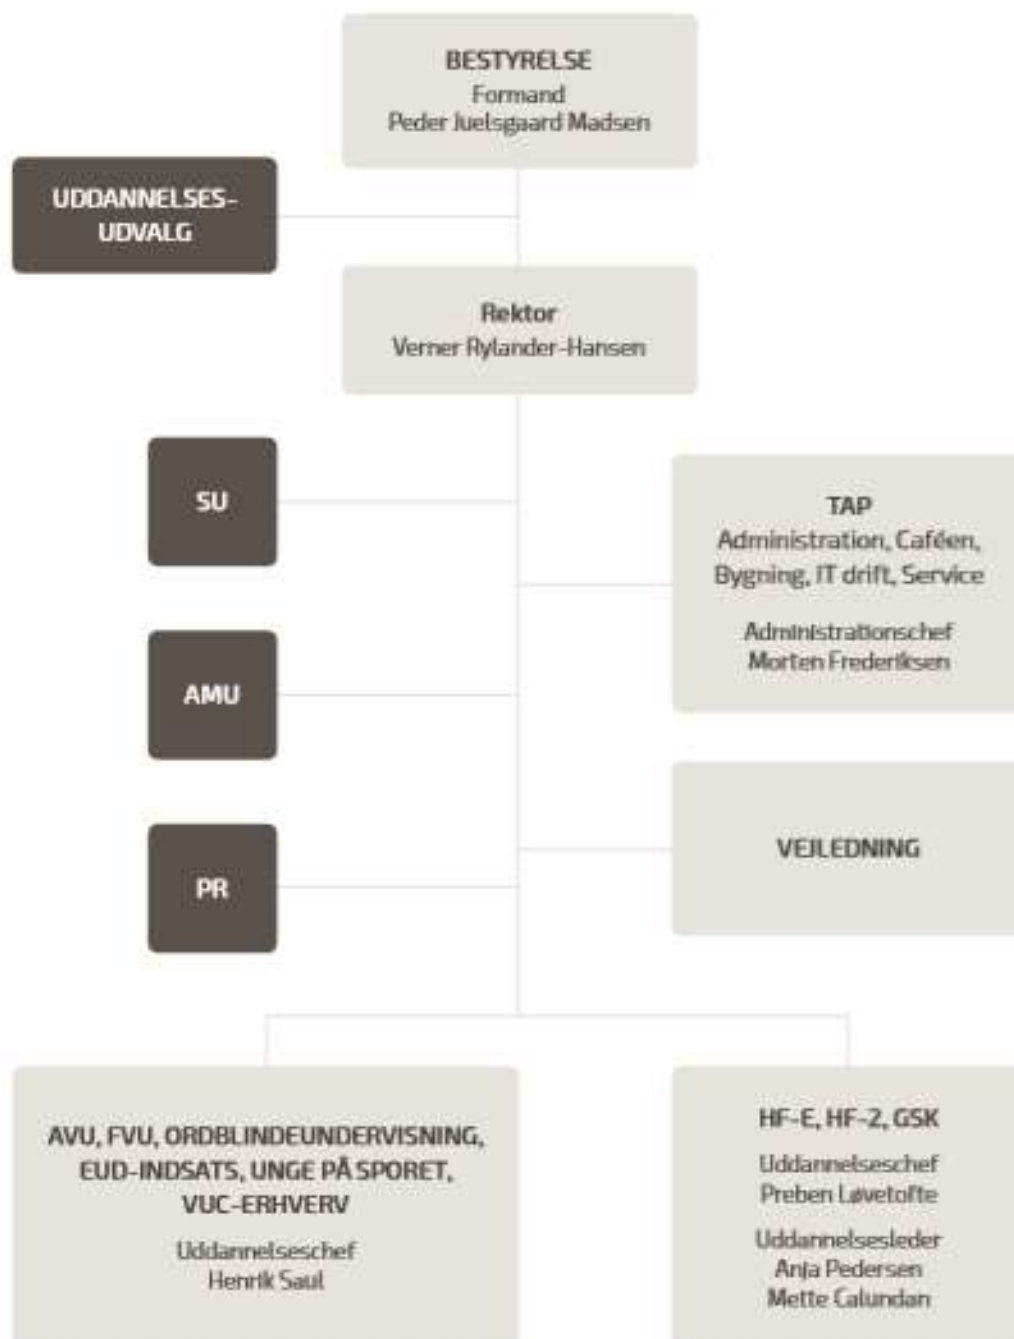 BESTYRELSE
Formand
Peder Juelsgaard Madsen
UDDANNELSES-
UDVALG
Rektor
Verner Rylander-Hansen
SU
TAP
Administration, Caféen,
Bygning, IT drift, Service
Administrationschef
Morten Frederiksen
AMU
VEJLEDNING
PR
AVU, FVU, ORDBLINDEUNDERVISNING,
EUD-INDSATS, UNGE PÅ SPORET,
VUC-ERHVERV
Uddannelseschef
Henrik Saul
HF-E, HF-2, GSK
Uddannelseschef
Preben Løvetofte
Uddannelsesleder
Anja Pedersen
Mette Calundan